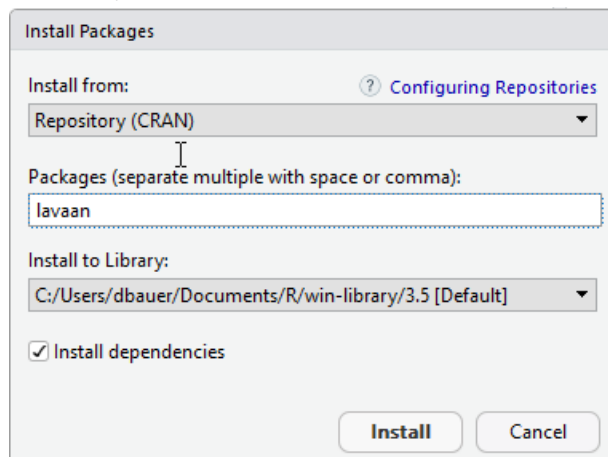 Install Packages
Install from:
? Configuring Repositories
Repository (CRAN)
Packages (separate multiple with space or comma):
lavaan
Install to Library:
C:/Users/dbauer/Documents/R/win-library/3.5 [Default]
Install dependencies
Install
Cancel